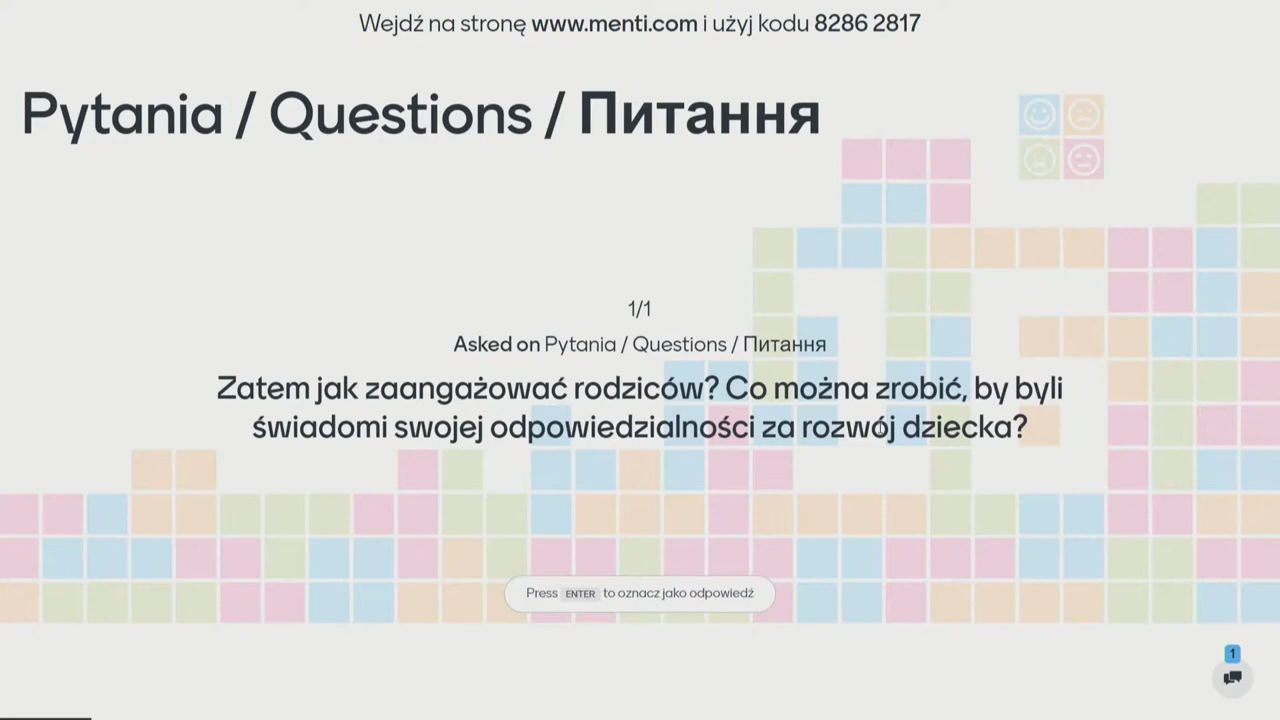 Wejdź na stronę www.menti.com i użyj kodu 8286 2817
Pytania / Questions / Питання
1/1
Asked on Pytania / Questions / Питання
Zatem jak zaangażować rodziców? Co można zrobić, by byli
świadomi swojej odpowiedzialności za rozwój dziecka?
Press ENTER to oznacz jako odpowiedź
1